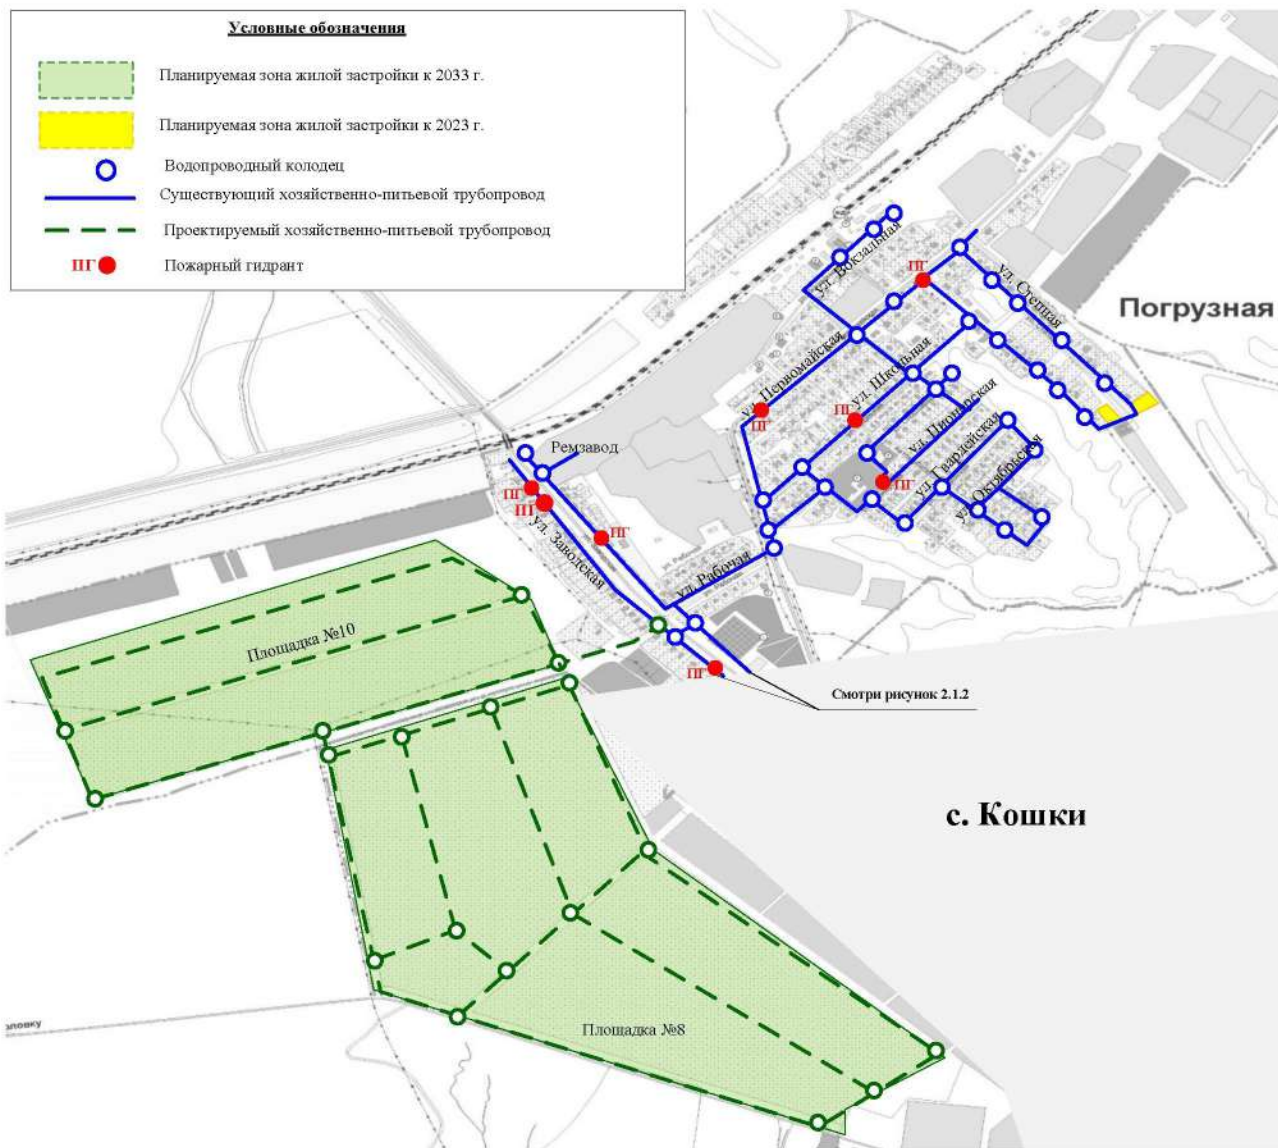 Условные обозначения
Планируемая зона жилой застройки к 2033 г.
Планируемая зона жилой застройки к 2023 г.
Водопроводный колодец
Существующий хозяйственно-питьевой трубопровод
Проектируемый хозяйственно-питьевой трубопровод
ПГ Пожарный гидрант
ул. Вокзальная
ПГ
ул. Степная
Погрузная
ул. Первомайская
ПГ
ул. Школьная
ПГ
ул. Пионерская
ПГ
ул. Гвардейская
ул. Октябрьская
Ремзавод
ПГ
ПГ
ПГ
ул. Заводская
ул. Рабочая
ПГ
Смотри рисунок 2.1.2
Площадка №10
с. Кошки
Площадка №8